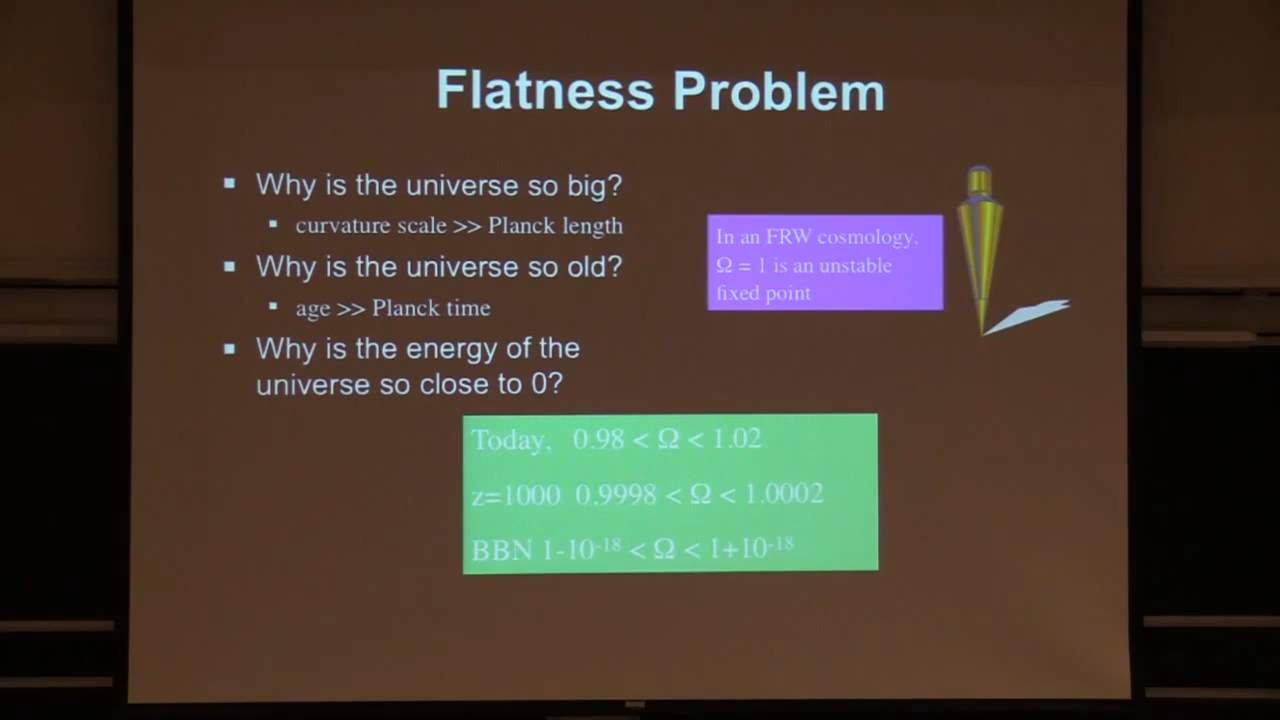 Flatness Problem
▪ Why is the universe so big?
▪ curvature scale >> Planck length
▪ Why is the universe so old?
▪ age >> Planck time
▪ Why is the energy of the
universe so close to 0?
In an FRW cosmology,
Ω = 1 is an unstable
fixed point
Today, 0.98 < Ω < 1.02
z=1000 0.9998 < Ω < 1.0002
BBN 1-10⁻¹⁸ < Ω < 1+10⁻¹⁸